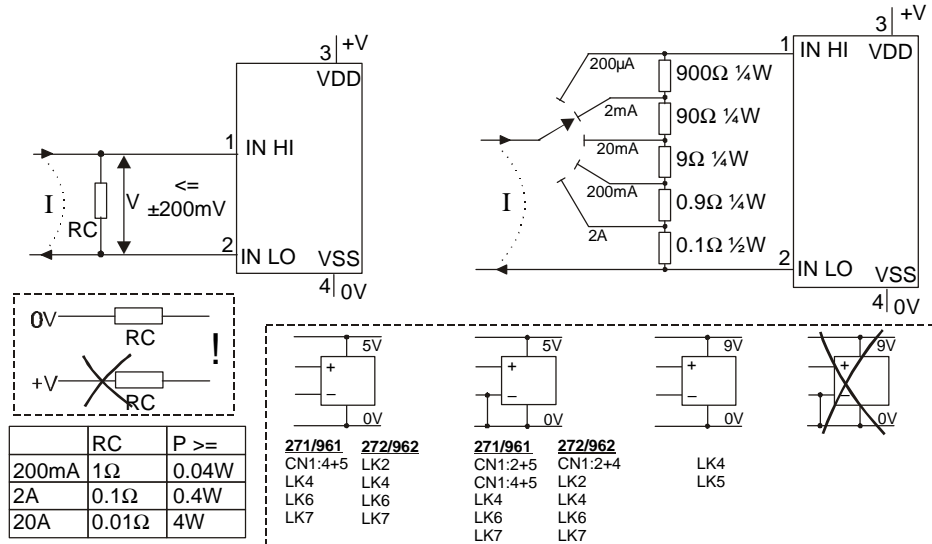 3 +V
VDD
1 IN HI
I
RC
V
<=
±200mV
2 IN LO
VSS
4 0V
3 +V
1 IN HI VDD
200µA
900Ω ¼W
2mA
90Ω ¼W
20mA
9Ω ¼W
200mA
I
0.9Ω ¼W
2A
0.1Ω ½W
2 IN LO
VSS
4 0V
0V
RC
!
+V
RC
RC P >=
200mA 1Ω 0.04W
2A 0.1Ω 0.4W
20A 0.01Ω 4W
5V
+
−
0V
271/961 272/962
CN1:4+5 LK2
LK4 LK4
LK6 LK6
LK7 LK7
5V
+
−
0V
271/961 272/962
CN1:2+5 CN1:2+4
CN1:4+5 LK2
LK4 LK4
LK6 LK6
LK7 LK7
9V
+
−
0V
LK4
LK5
9V
+
−
0V